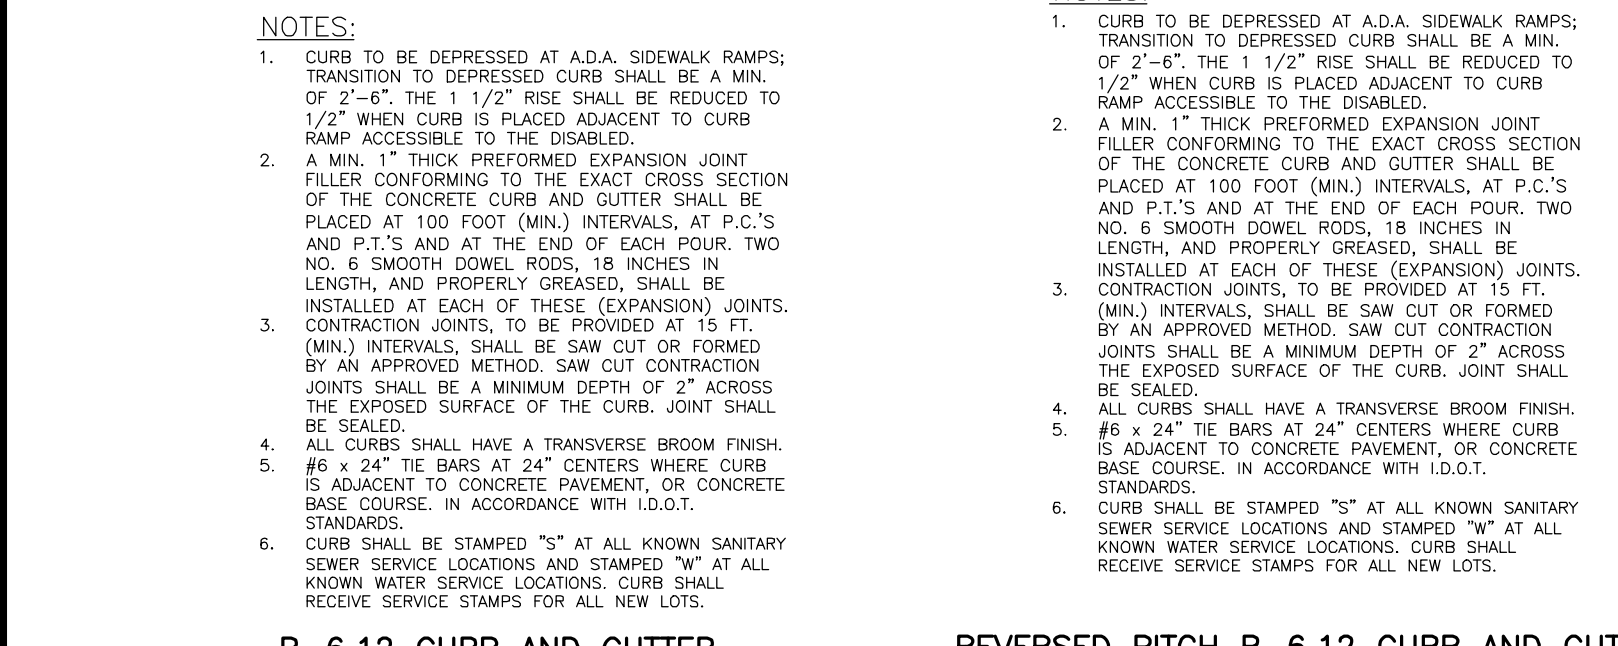 NOTES:
1. CURB TO BE DEPRESSED AT A.D.A. SIDEWALK RAMPS;
TRANSITION TO DEPRESSED CURB SHALL BE A MIN.
OF 2'-6". THE 1 1/2" RISE SHALL BE REDUCED TO
1/2" WHEN CURB IS PLACED ADJACENT TO CURB
RAMP ACCESSIBLE TO THE DISABLED.
2. A MIN. 1" THICK PREFORMED EXPANSION JOINT
FILLER CONFORMING TO THE EXACT CROSS SECTION
OF THE CONCRETE CURB AND GUTTER SHALL BE
PLACED AT 100 FOOT (MIN.) INTERVALS, AT P.C.'S
AND P.T.'S AND AT THE END OF EACH POUR. TWO
NO. 6 SMOOTH DOWEL RODS, 18 INCHES IN
LENGTH, AND PROPERLY GREASED, SHALL BE
INSTALLED AT EACH OF THESE (EXPANSION) JOINTS.
3. CONTRACTION JOINTS, TO BE PROVIDED AT 15 FT.
(MIN.) INTERVALS, SHALL BE SAW CUT OR FORMED
BY AN APPROVED METHOD. SAW CUT CONTRACTION
JOINTS SHALL BE A MINIMUM DEPTH OF 2" ACROSS
THE EXPOSED SURFACE OF THE CURB. JOINT SHALL
BE SEALED.
4. ALL CURBS SHALL HAVE A TRANSVERSE BROOM FINISH.
5. #6 x 24" TIE BARS AT 24" CENTERS WHERE CURB
IS ADJACENT TO CONCRETE PAVEMENT, OR CONCRETE
BASE COURSE. IN ACCORDANCE WITH I.D.O.T.
STANDARDS.
6. CURB SHALL BE STAMPED "S" AT ALL KNOWN SANITARY
SEWER SERVICE LOCATIONS AND STAMPED "W" AT ALL
KNOWN WATER SERVICE LOCATIONS. CURB SHALL
RECEIVE SERVICE STAMPS FOR ALL NEW LOTS.
B-6.12 CURB AND GUTTER
NOTES:
1. CURB TO BE DEPRESSED AT A.D.A. SIDEWALK RAMPS;
TRANSITION TO DEPRESSED CURB SHALL BE A MIN.
OF 2'-6". THE 1 1/2" RISE SHALL BE REDUCED TO
1/2" WHEN CURB IS PLACED ADJACENT TO CURB
RAMP ACCESSIBLE TO THE DISABLED.
2. A MIN. 1" THICK PREFORMED EXPANSION JOINT
FILLER CONFORMING TO THE EXACT CROSS SECTION
OF THE CONCRETE CURB AND GUTTER SHALL BE
PLACED AT 100 FOOT (MIN.) INTERVALS, AT P.C.'S
AND P.T.'S AND AT THE END OF EACH POUR. TWO
NO. 6 SMOOTH DOWEL RODS, 18 INCHES IN
LENGTH, AND PROPERLY GREASED, SHALL BE
INSTALLED AT EACH OF THESE (EXPANSION) JOINTS.
3. CONTRACTION JOINTS, TO BE PROVIDED AT 15 FT.
(MIN.) INTERVALS, SHALL BE SAW CUT OR FORMED
BY AN APPROVED METHOD. SAW CUT CONTRACTION
JOINTS SHALL BE A MINIMUM DEPTH OF 2" ACROSS
THE EXPOSED SURFACE OF THE CURB. JOINT SHALL
BE SEALED.
4. ALL CURBS SHALL HAVE A TRANSVERSE BROOM FINISH.
5. #6 x 24" TIE BARS AT 24" CENTERS WHERE CURB
IS ADJACENT TO CONCRETE PAVEMENT, OR CONCRETE
BASE COURSE. IN ACCORDANCE WITH I.D.O.T.
STANDARDS.
6. CURB SHALL BE STAMPED "S" AT ALL KNOWN SANITARY
SEWER SERVICE LOCATIONS AND STAMPED "W" AT ALL
KNOWN WATER SERVICE LOCATIONS. CURB SHALL
RECEIVE SERVICE STAMPS FOR ALL NEW LOTS.
REVERSED PITCH B-6.12 CURB AND